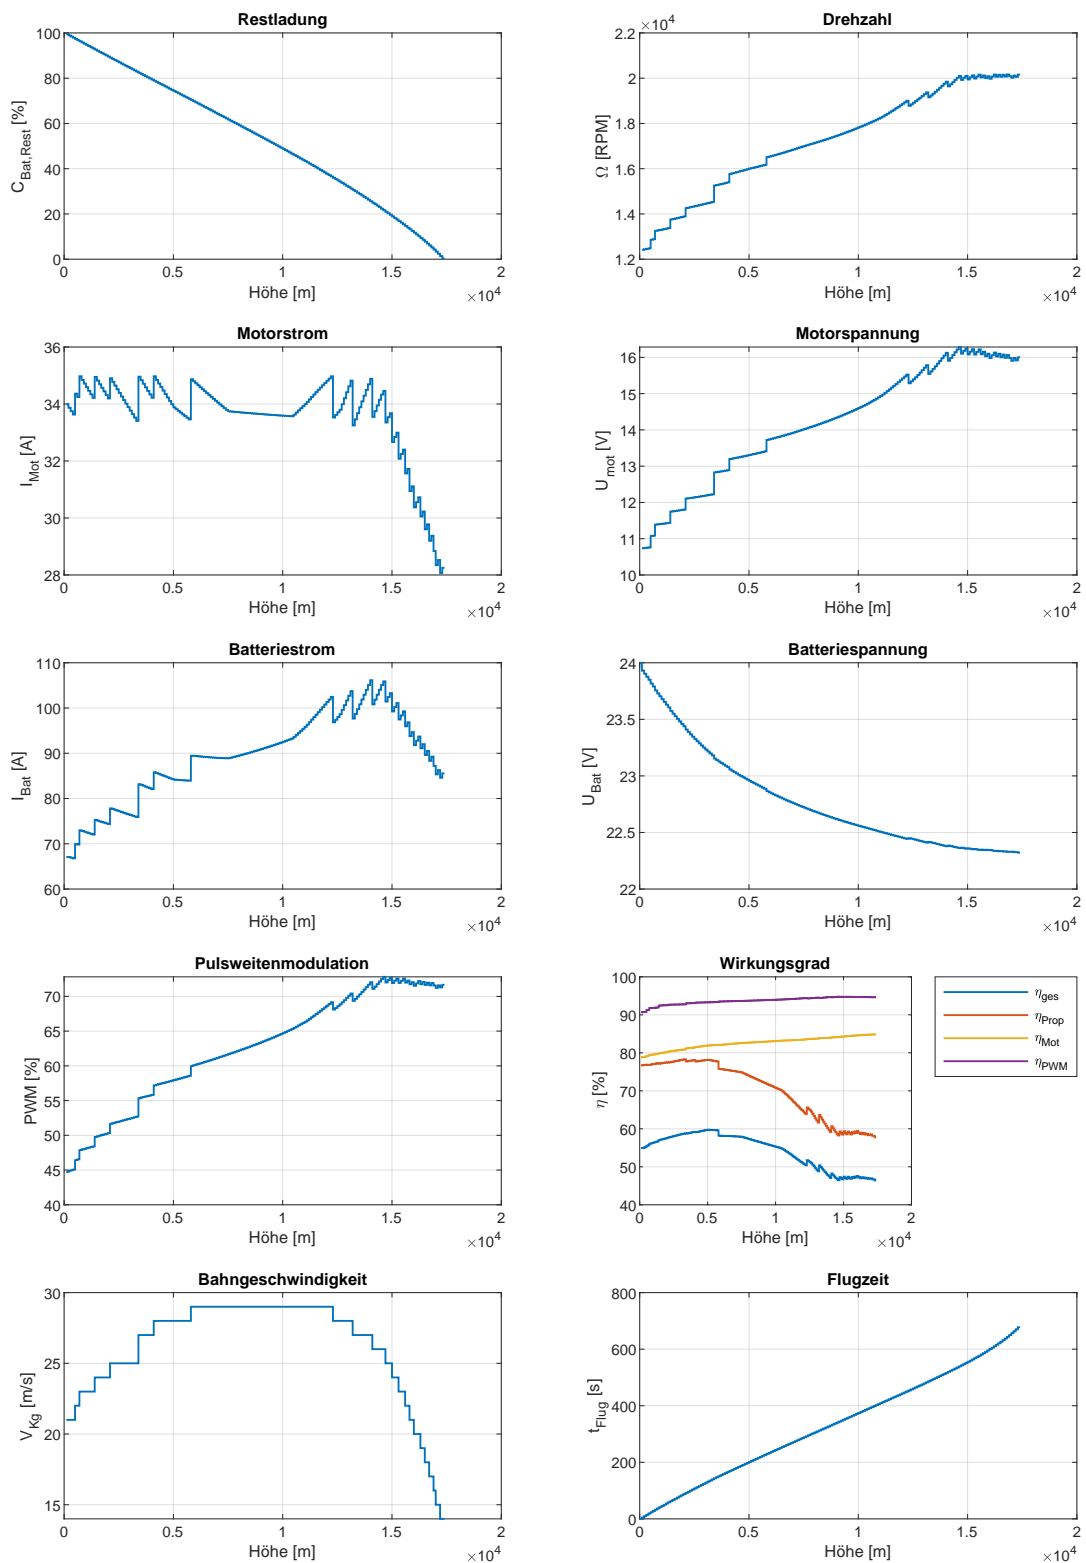 Restladung
100
80
60
40
20
0
C_Bat,Rest [%]
0 0.5 1 1.5 2
Höhe [m]
×10^4
Drehzahl
×10^4
2.2
2
1.8
1.6
1.4
1.2
Ω [RPM]
0 0.5 1 1.5 2
Höhe [m]
×10^4
Motorstrom
36
34
32
30
28
I_Mot [A]
0 0.5 1 1.5 2
Höhe [m]
×10^4
Motorspannung
16
15
14
13
12
11
10
U_mot [V]
0 0.5 1 1.5 2
Höhe [m]
×10^4
Batteriestrom
110
100
90
80
70
60
I_Bat [A]
0 0.5 1 1.5 2
Höhe [m]
×10^4
Batteriespannung
24
23.5
23
22.5
22
U_Bat [V]
0 0.5 1 1.5 2
Höhe [m]
×10^4
Pulsweitenmodulation
70
65
60
55
50
45
40
PWM [%]
0 0.5 1 1.5 2
Höhe [m]
×10^4
Wirkungsgrad
100
90
80
70
60
50
40
η [%]
0 0.5 1 1.5 2
Höhe [m]
×10^4
η_ges
η_Prop
η_Mot
η_PWM
Bahngeschwindigkeit
30
25
20
15
V_Kg [m/s]
0 0.5 1 1.5 2
Höhe [m]
×10^4
Flugzeit
800
600
400
200
0
t_Flug [s]
0 0.5 1 1.5 2
Höhe [m]
×10^4